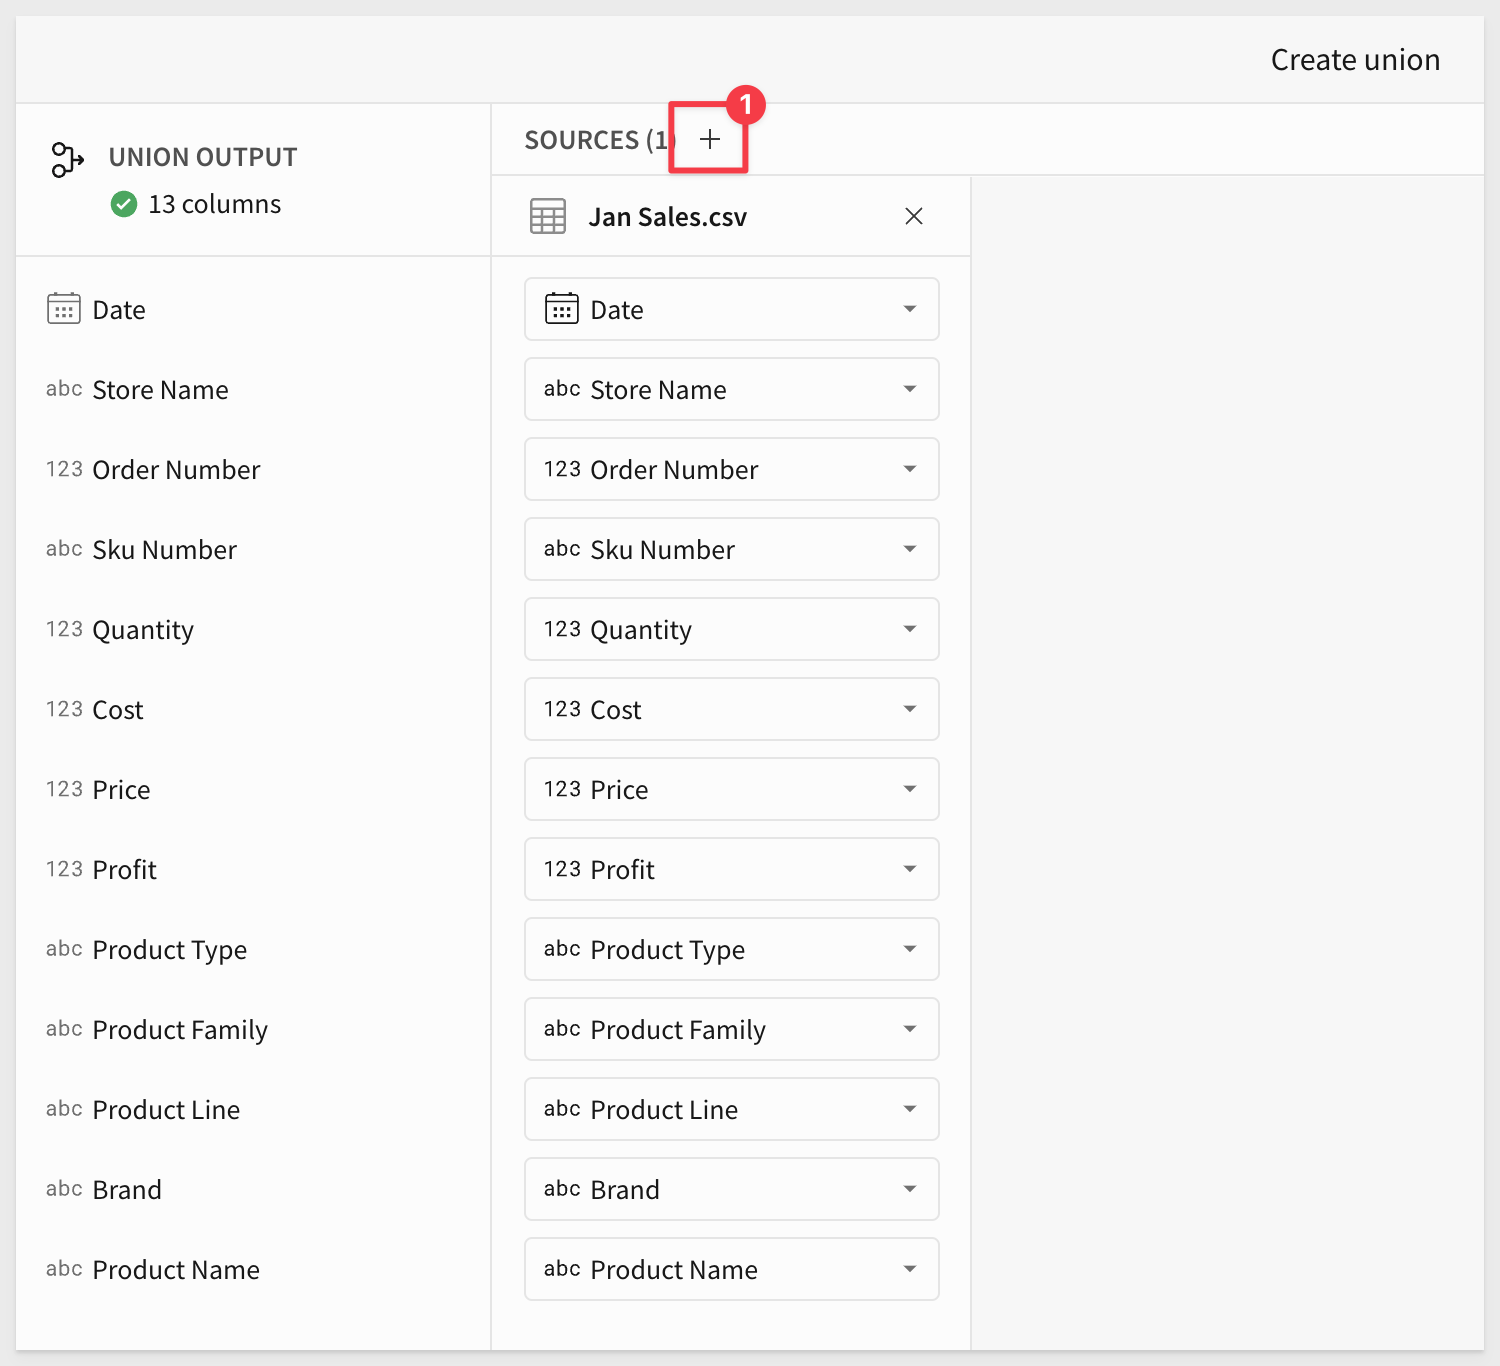 Create union
UNION OUTPUT
13 columns
SOURCES (1)
1
Jan Sales.csv
Date
Date
abc Store Name
abc Store Name
123 Order Number
123 Order Number
abc Sku Number
abc Sku Number
123 Quantity
123 Quantity
123 Cost
123 Cost
123 Price
123 Price
123 Profit
123 Profit
abc Product Type
abc Product Type
abc Product Family
abc Product Family
abc Product Line
abc Product Line
abc Brand
abc Brand
abc Product Name
abc Product Name